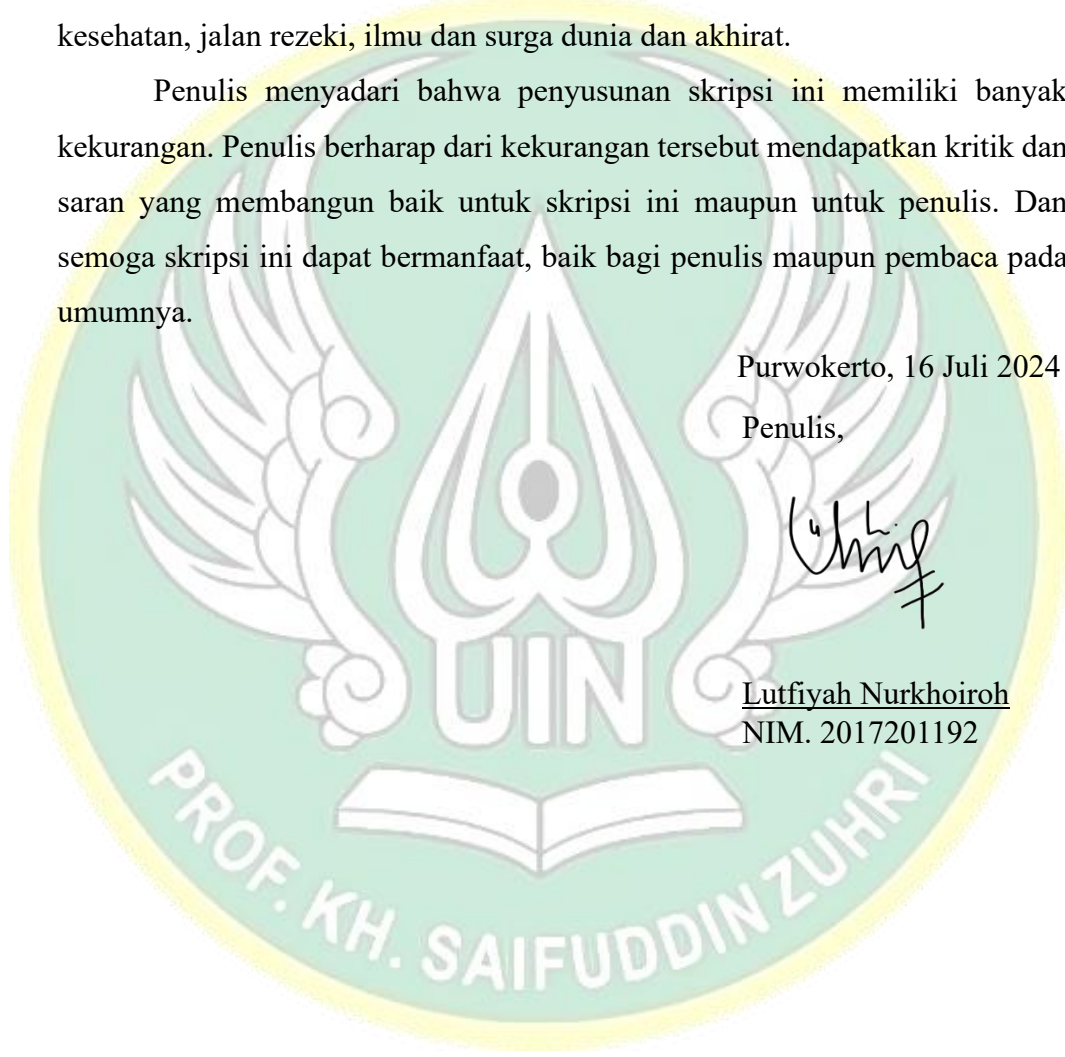 kesehatan, jalan rezeki, ilmu dan surga dunia dan akhirat.
Penulis menyadari bahwa penyusunan skripsi ini memiliki banyak
kekurangan. Penulis berharap dari kekurangan tersebut mendapatkan kritik dan
saran yang membangun baik untuk skripsi ini maupun untuk penulis. Dan
semoga skripsi ini dapat bermanfaat, baik bagi penulis maupun pembaca pada
umumnya.
Purwokerto, 16 Juli 2024
Penulis,
Lutfiyah Nurkhoiroh
NIM. 2017201192
UIN
PROF. KH. SAIFUDDIN ZUHRI